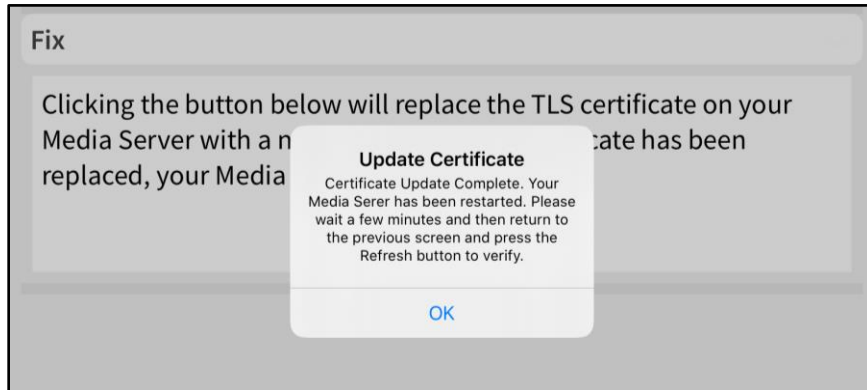 Fix
Clicking the button below will replace the TLS certificate on your
Media Server with a n cate has been
replaced, your Media
Update Certificate
Certificate Update Complete. Your
Media Serer has been restarted. Please
wait a few minutes and then return to
the previous screen and press the
Refresh button to verify.
OK